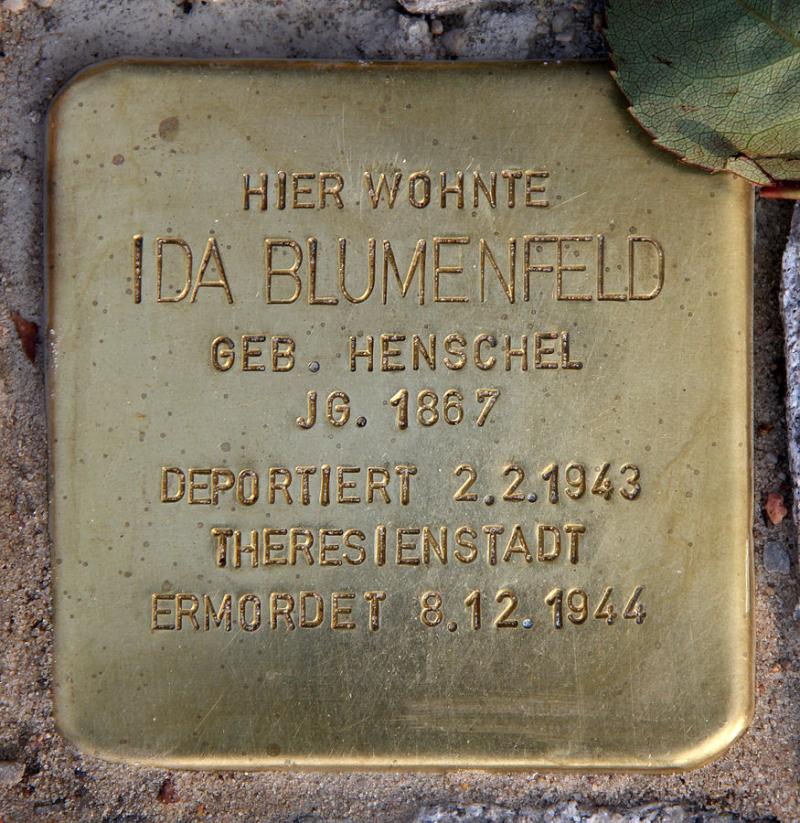 HIER WOHNTE
IDA BLUMENFELD
GEB. HENSCHEL
JG. 1867
DEPORTIERT 2.2.1943
THERESIENSTADT
ERMORDET 8.12.1944